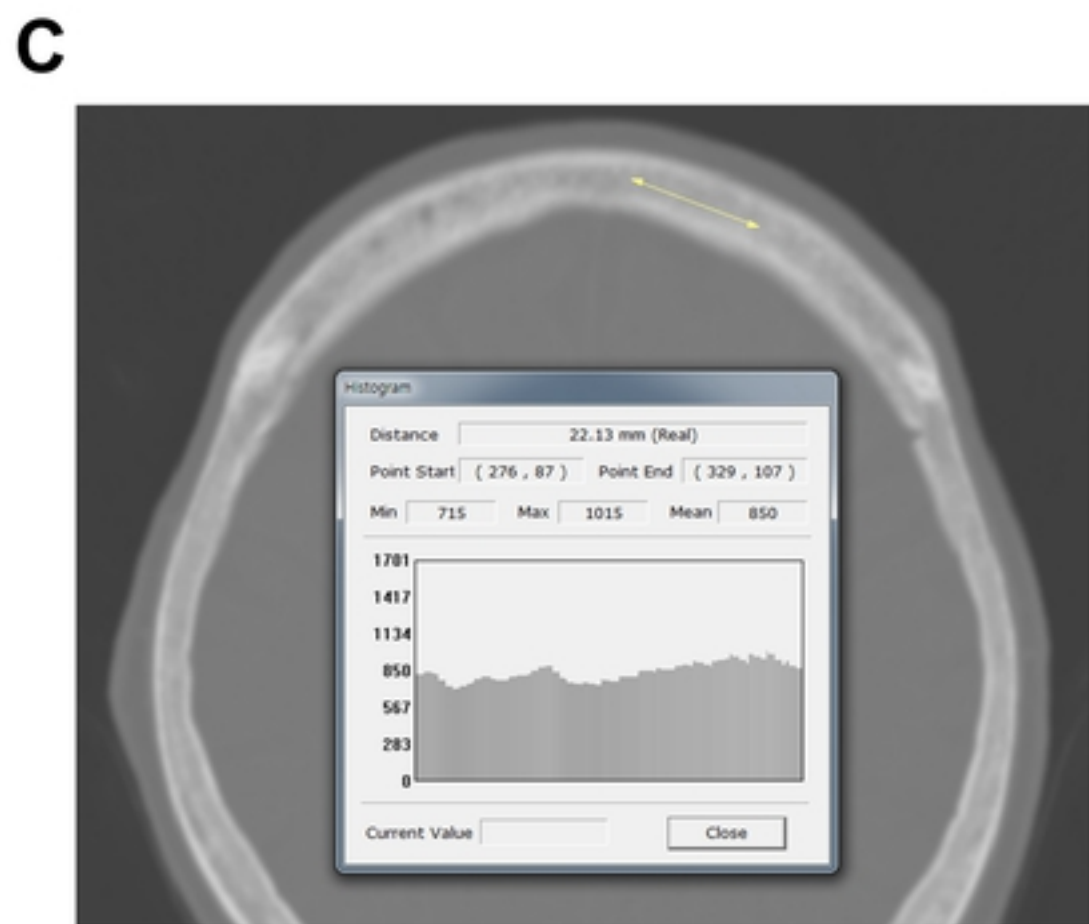 C
Histogram
Distance 22.13 mm (Real)
Point Start ( 276 , 87 ) Point End ( 329 , 107 )
Min 715 Max 1015 Mean 850
1701
1417
1134
850
567
283
0
Current Value Close